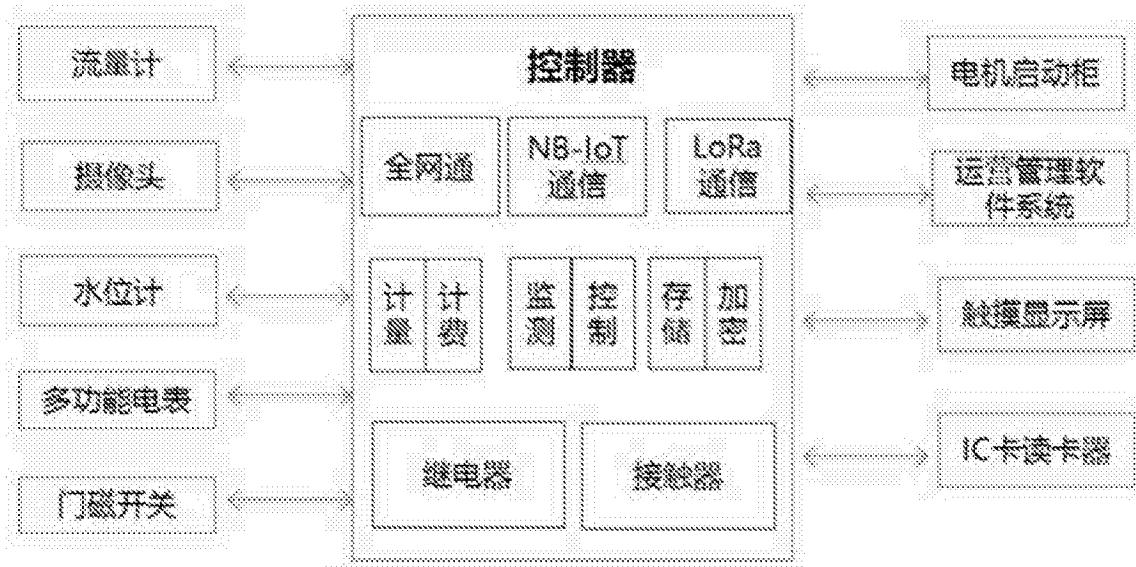 流量计
摄像头
水位计
多功能电表
门磁开关
控制器
全网通
NB-IoT
通信
LoRa
通信
计量
计费
监测
控制
存储
加密
继电器
接触器
电机启动柜
运营管理软
件系统
触摸显示屏
IC卡读卡器